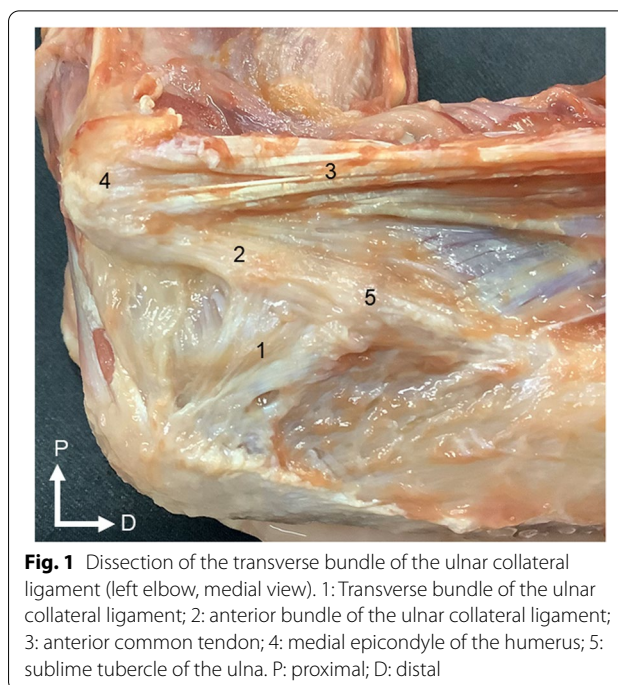 4
3
2
5
1
P
D
Fig. 1 Dissection of the transverse bundle of the ulnar collateral
ligament (left elbow, medial view). 1: Transverse bundle of the ulnar
collateral ligament; 2: anterior bundle of the ulnar collateral ligament;
3: anterior common tendon; 4: medial epicondyle of the humerus; 5:
sublime tubercle of the ulna. P: proximal; D: distal